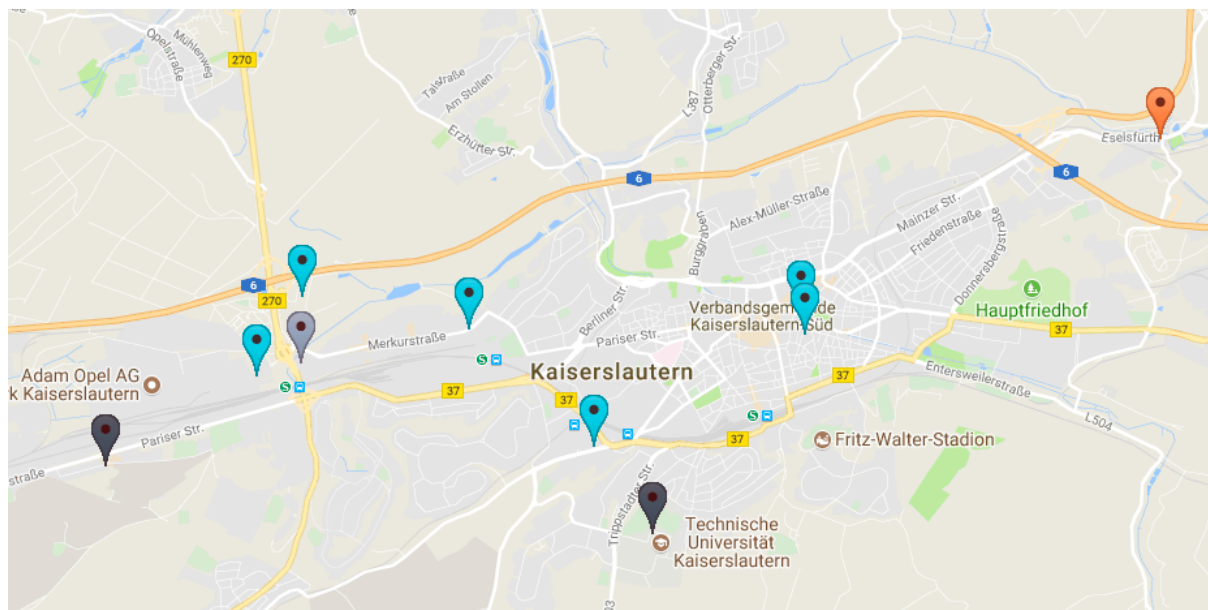 Opelstraße
Mühlenweg
270
Talstraße
Am Stollen
Erzhütter Str.
L387
Otterberger Str.
Eselsfürth
6
6
Alex-Müller-Straße
Mainzer Str.
Friedenstraße
Donnersbergstraße
Burggraben
6
270
Merkurstraße
Berliner Str.
Pariser Str.
Verbandsgemeinde
Kaiserslautern-Süd
Hauptfriedhof
37
Adam Opel AG
k Kaiserslautern
S
S
Kaiserslautern
37
37
37
Entersweilerstraße
L504
Pariser Str.
straße
S
37
Fritz-Walter-Stadion
Trippstadter Str.
Technische
Universität
Kaiserslautern